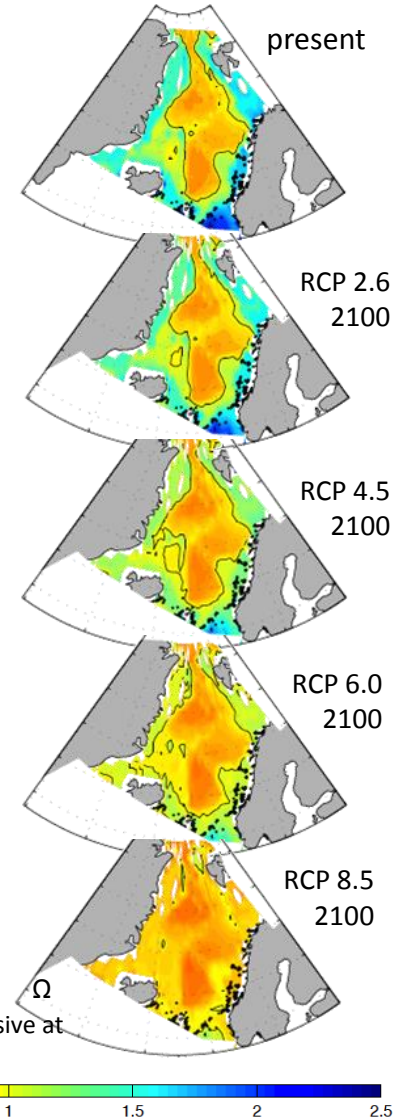 present
RCP 2.6
2100
RCP 4.5
2100
RCP 6.0
2100
RCP 8.5
2100
Ω
sive at
1
1.5
2
2.5